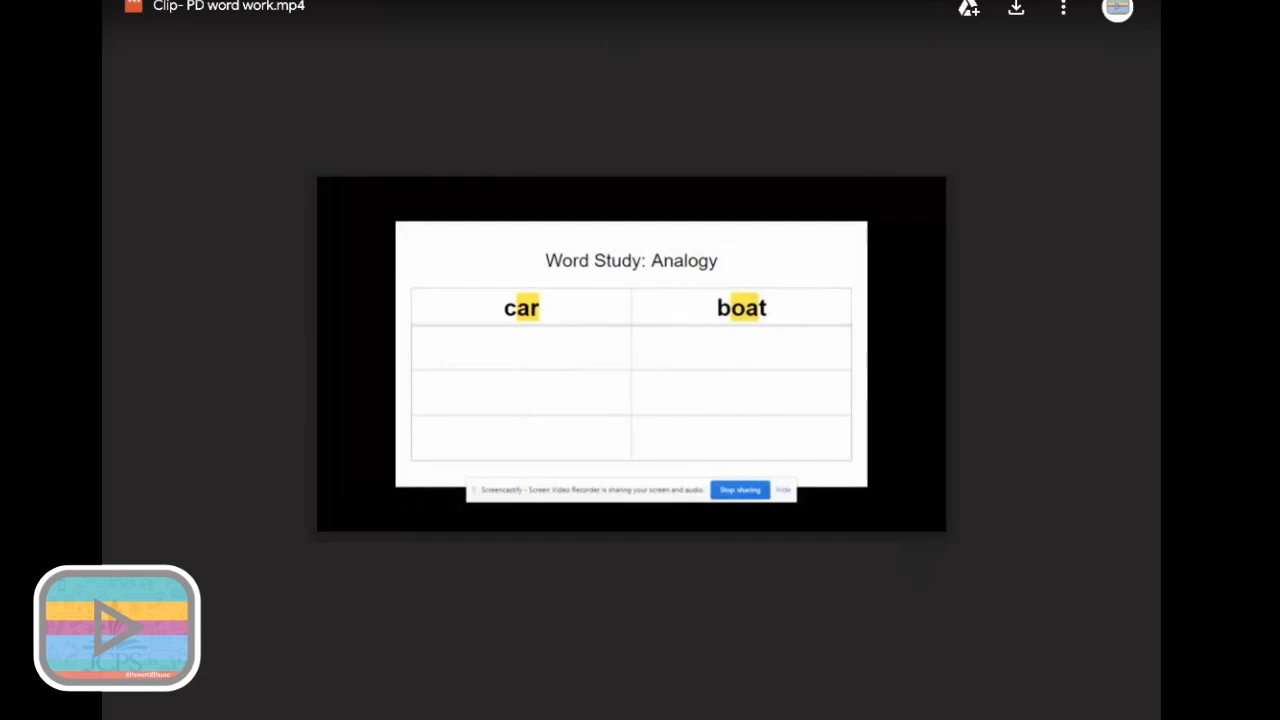 Clip- PD word work.mp4
Word Study: Analogy
car boat
Screencastify - Screen Video Recorder is sharing your screen and audio. Stop sharing Hide
JCPS
#PowerOfPause